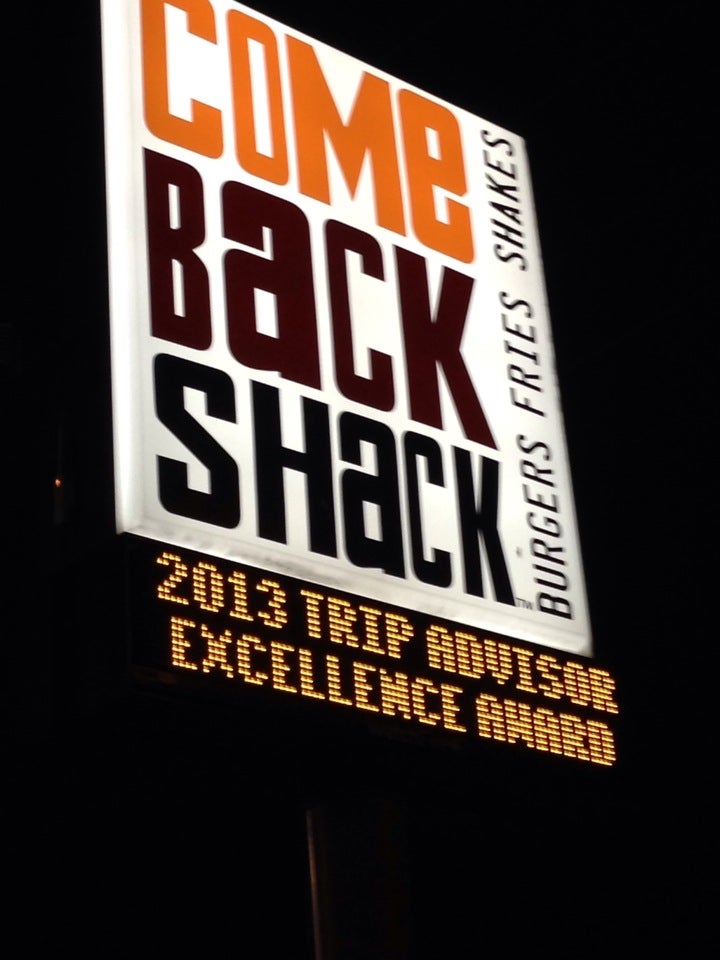 COMe
BaCK
SHaCK
TM
BURGERS FRIES SHAKES
2013 TRIP ADVISOR
EXCELLENCE AWARD